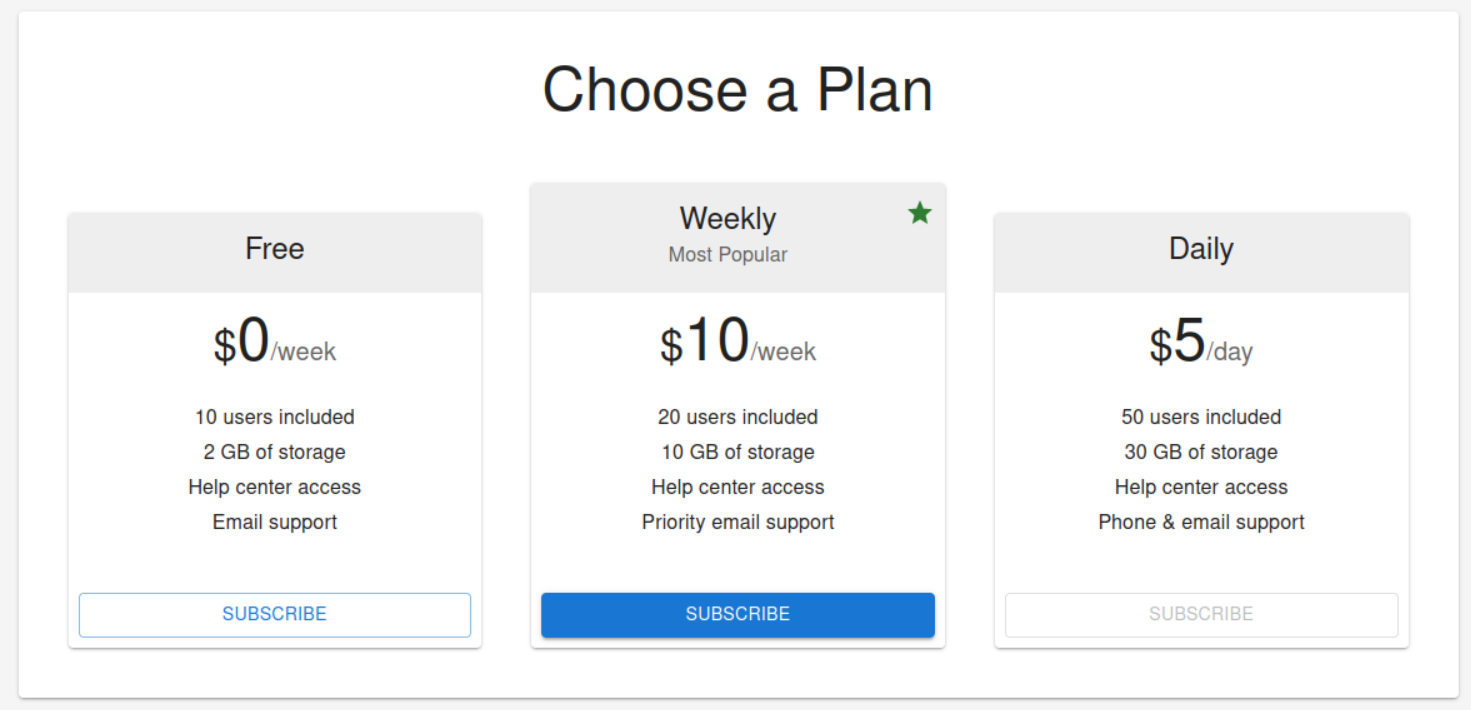 Choose a Plan
Free
$0/week
10 users included
2 GB of storage
Help center access
Email support
SUBSCRIBE
Weekly
Most Popular
$10/week
20 users included
10 GB of storage
Help center access
Priority email support
SUBSCRIBE
Daily
$5/day
50 users included
30 GB of storage
Help center access
Phone & email support
SUBSCRIBE